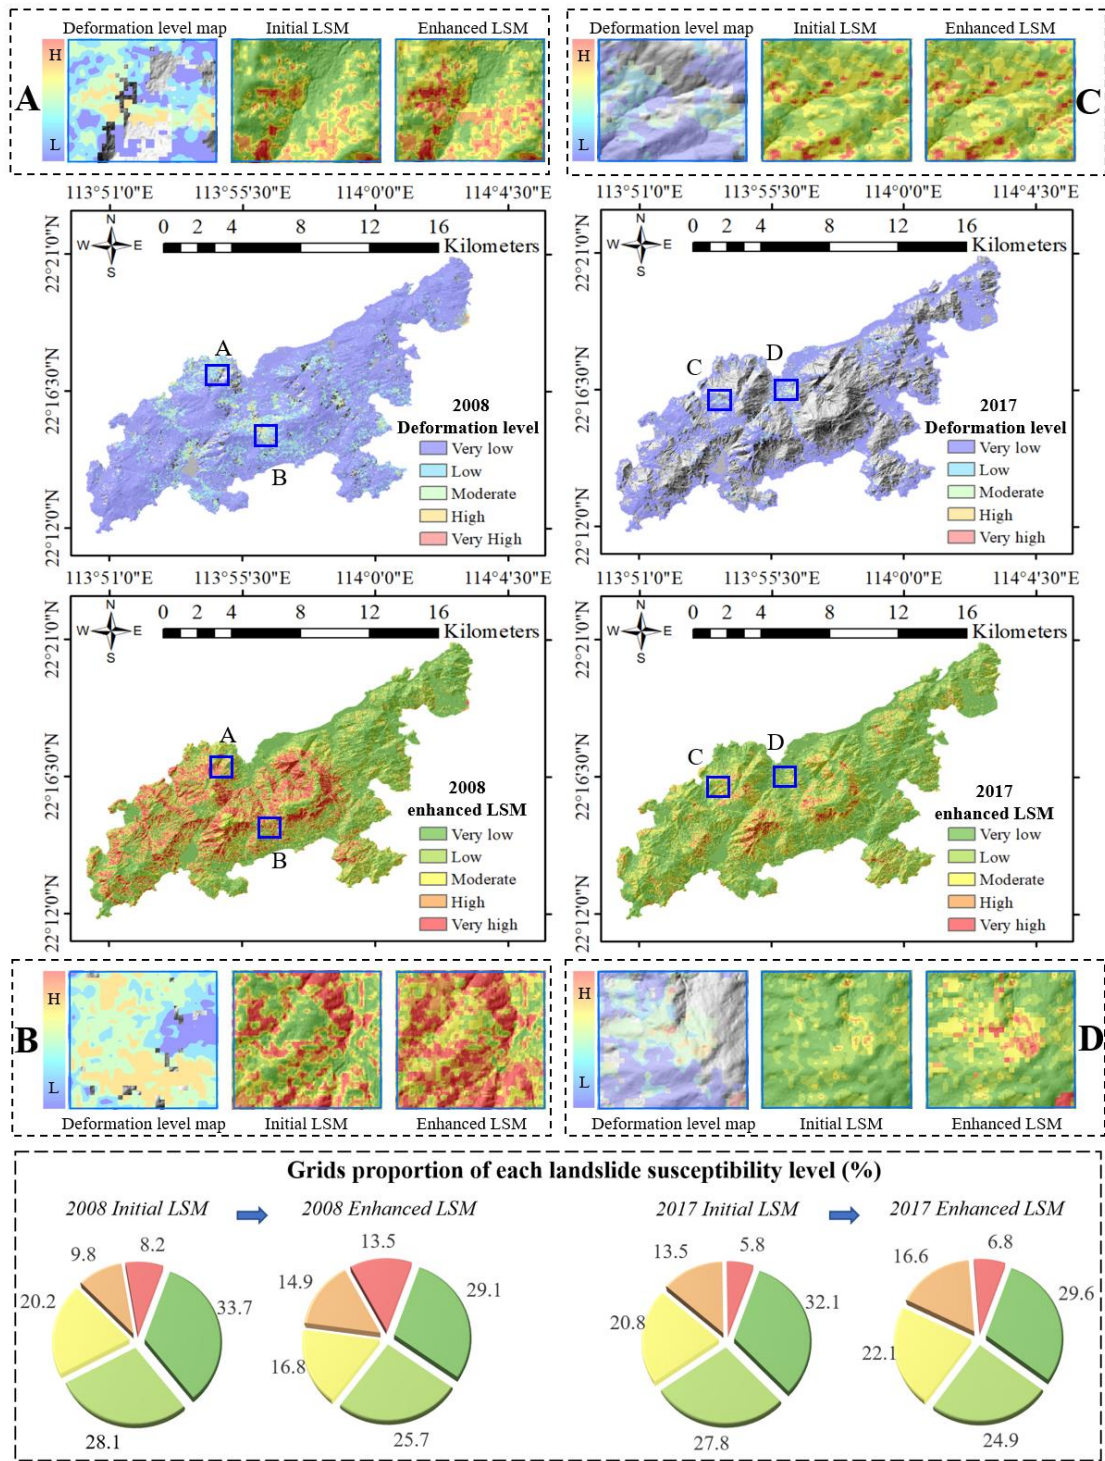 Deformation level map Initial LSM Enhanced LSM
H
A
L
Deformation level map Initial LSM Enhanced LSM
H
C
L
113°51'0"E 113°55'30"E 114°0'0"E 114°4'30"E
113°51'0"E 113°55'30"E 114°0'0"E 114°4'30"E
22°21'0"N
22°16'30"N
22°12'0"N
N
W E
S
0 2 4 8 12 16
Kilometers
A
B
2008
Deformation level
Very low
Low
Moderate
High
Very High
22°21'0"N
22°16'30"N
22°12'0"N
N
W E
S
0 2 4 8 12 16
Kilometers
C
D
2017
Deformation level
Very low
Low
Moderate
High
Very high
113°51'0"E 113°55'30"E 114°0'0"E 114°4'30"E
113°51'0"E 113°55'30"E 114°0'0"E 114°4'30"E
22°21'0"N
22°16'30"N
22°12'0"N
N
W E
S
0 2 4 8 12 16
Kilometers
A
B
2008
enhanced LSM
Very low
Low
Moderate
High
Very high
22°21'0"N
22°16'30"N
22°12'0"N
N
W E
S
0 2 4 8 12 16
Kilometers
C
D
2017
enhanced LSM
Very low
Low
Moderate
High
Very high
H
B
L
Deformation level map Initial LSM Enhanced LSM
H
D
L
Deformation level map Initial LSM Enhanced LSM
Grids proportion of each landslide susceptibility level (%)
2008 Initial LSM
8.2
9.8
20.2
33.7
28.1
2008 Enhanced LSM
13.5
14.9
29.1
16.8
25.7
2017 Initial LSM
13.5
5.8
20.8
32.1
27.8
2017 Enhanced LSM
16.6
6.8
29.6
22.1
24.9